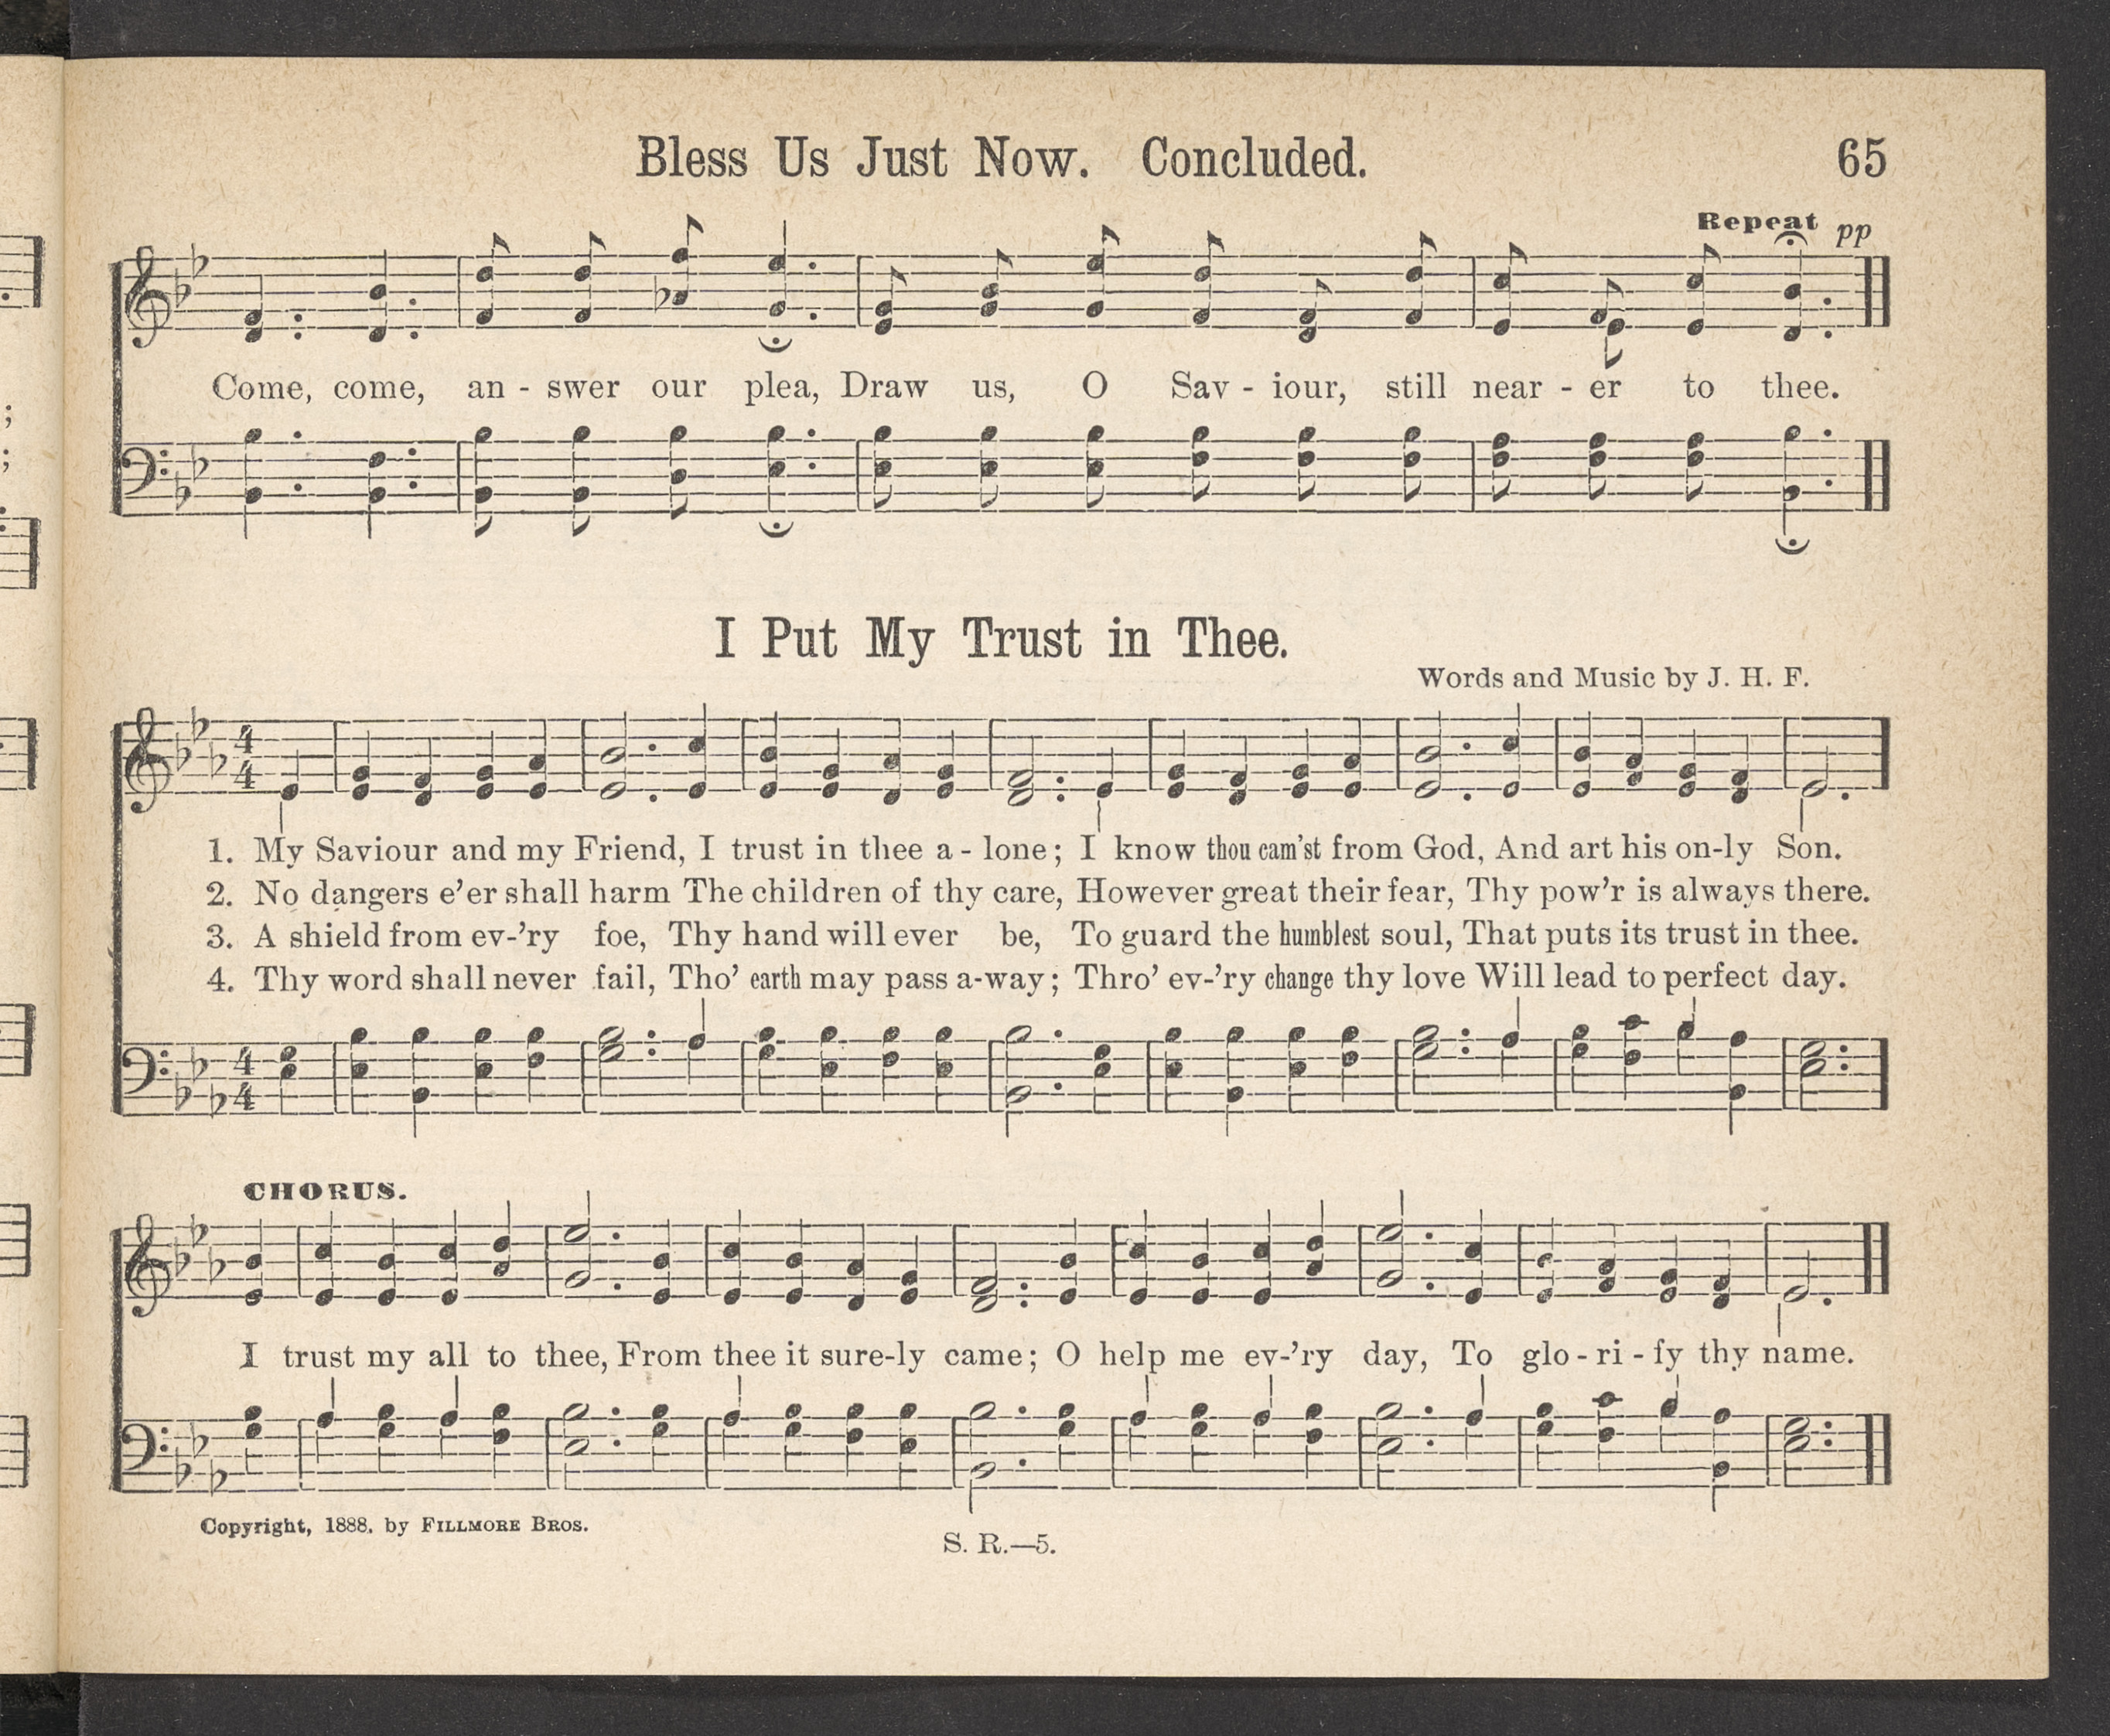 Bless Us Just Now. Concluded. 65
Repeat pp
Come, come, an - swer our plea, Draw us, O Sav - iour, still near - er to thee.
I Put My Trust in Thee.
Words and Music by J. H. F.
4
4
1. My Saviour and my Friend, I trust in thee a - lone; I know thou cam'st from God, And art his on-ly Son.
2. No dangers e'er shall harm The children of thy care, However great their fear, Thy pow'r is always there.
3. A shield from ev-'ry foe, Thy hand will ever be, To guard the humblest soul, That puts its trust in thee.
4. Thy word shall never fail, Tho' earth may pass a-way; Thro' ev-'ry change thy love Will lead to perfect day.
4
4
CHORUS.
I trust my all to thee, From thee it sure-ly came; O help me ev-'ry day, To glo - ri - fy thy name.
Copyright, 1888, by FILLMORE BROS.
S. R.—5.